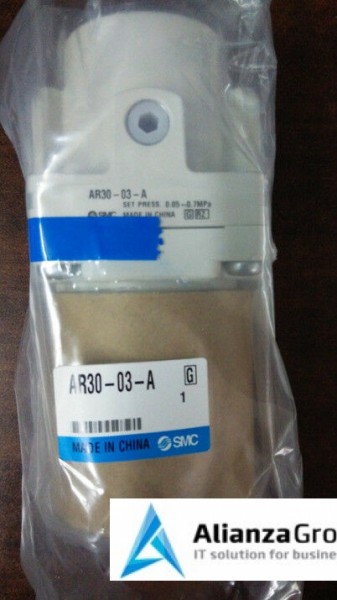 AR30-03-A
SET PRESS. 0.05~0.7MPa
SMC MADE IN CHINA
AR30-03-A G
1
MADE IN CHINA SMC
AlianzaGro
IT solution for busine